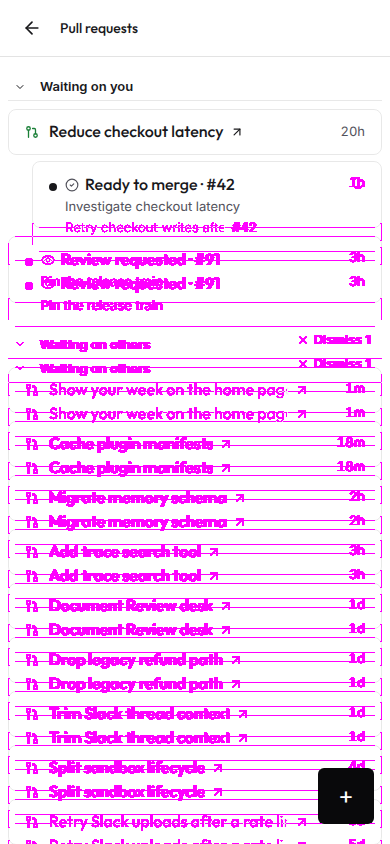 Pull requests
Waiting on you
Reduce checkout latency 20h
Ready to merge · #42
Investigate checkout latency
Retry checkout writes afte #42
Review requested · #91 3h
Review requested · #91 3h
Pin the release train
Dismiss 1
Waiting on others
Dismiss 1
Waiting on others
Show your week on the home pag 1m
Show your week on the home pag 1m
Cache plugin manifests 18m
Cache plugin manifests 18m
Migrate memory schema 2h
Migrate memory schema 2h
Add trace search tool 3h
Add trace search tool 3h
Document Review desk 1d
Document Review desk 1d
Drop legacy refund path 1d
Drop legacy refund path 1d
Trim Slack thread context 1d
Trim Slack thread context 1d
Split sandbox lifecycle
Split sandbox lifecycle
Retry Slack uploads after a rate li
Retry Slack uploads after a rate li